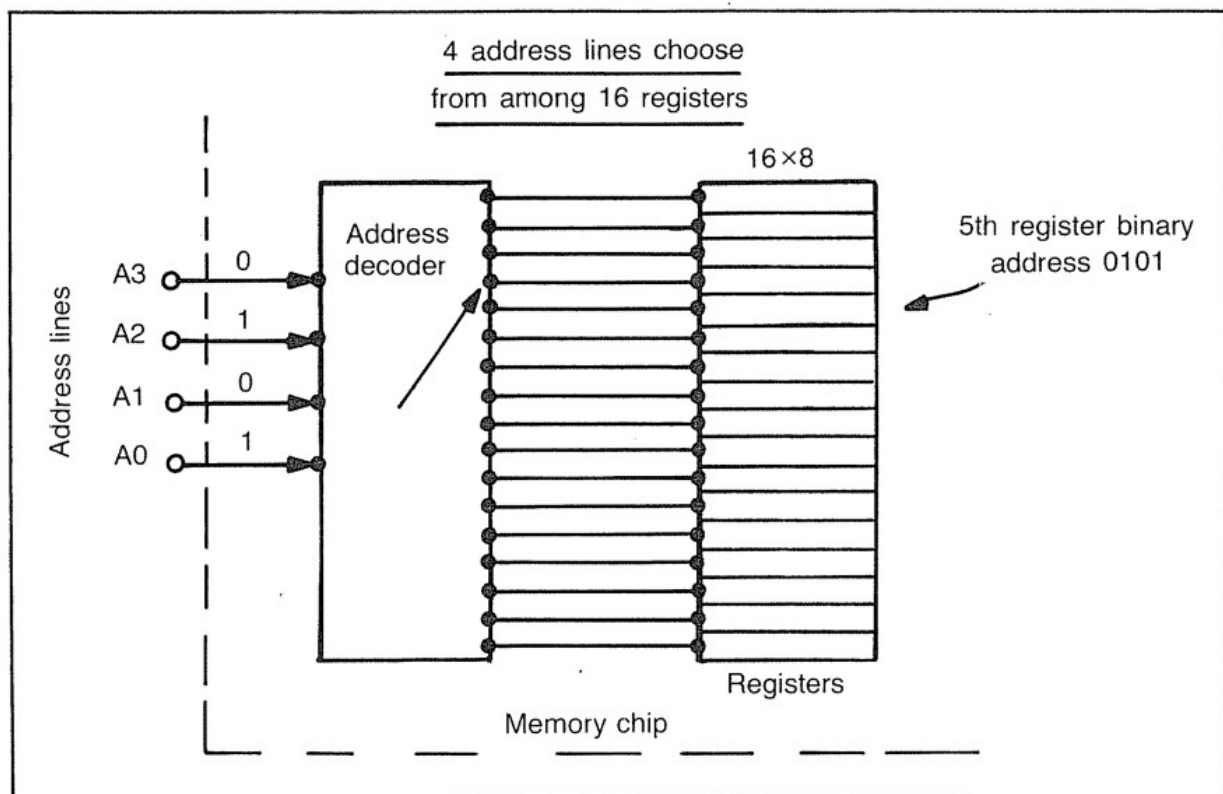 4 address lines choose
from among 16 registers
16×8
Address
decoder
5th register binary
address 0101
Address lines
A3
0
A2
1
A1
0
A0
1
Registers
Memory chip